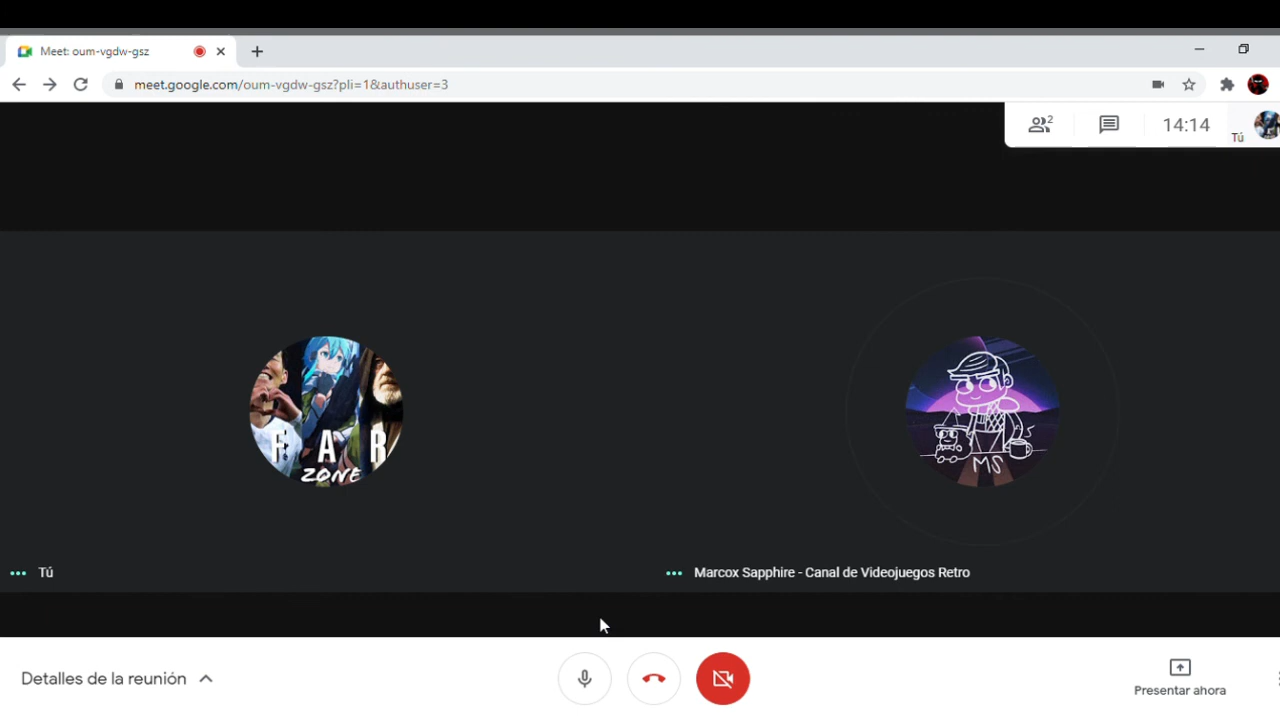 Meet: oum-vgdw-gsz
meet.google.com/oum-vgdw-gsz?pli=1&authuser=3
2
14:14
Tú
F A R
ZONE
MS
Tú
Marcox Sapphire - Canal de Videojuegos Retro
Detalles de la reunión
Presentar ahora